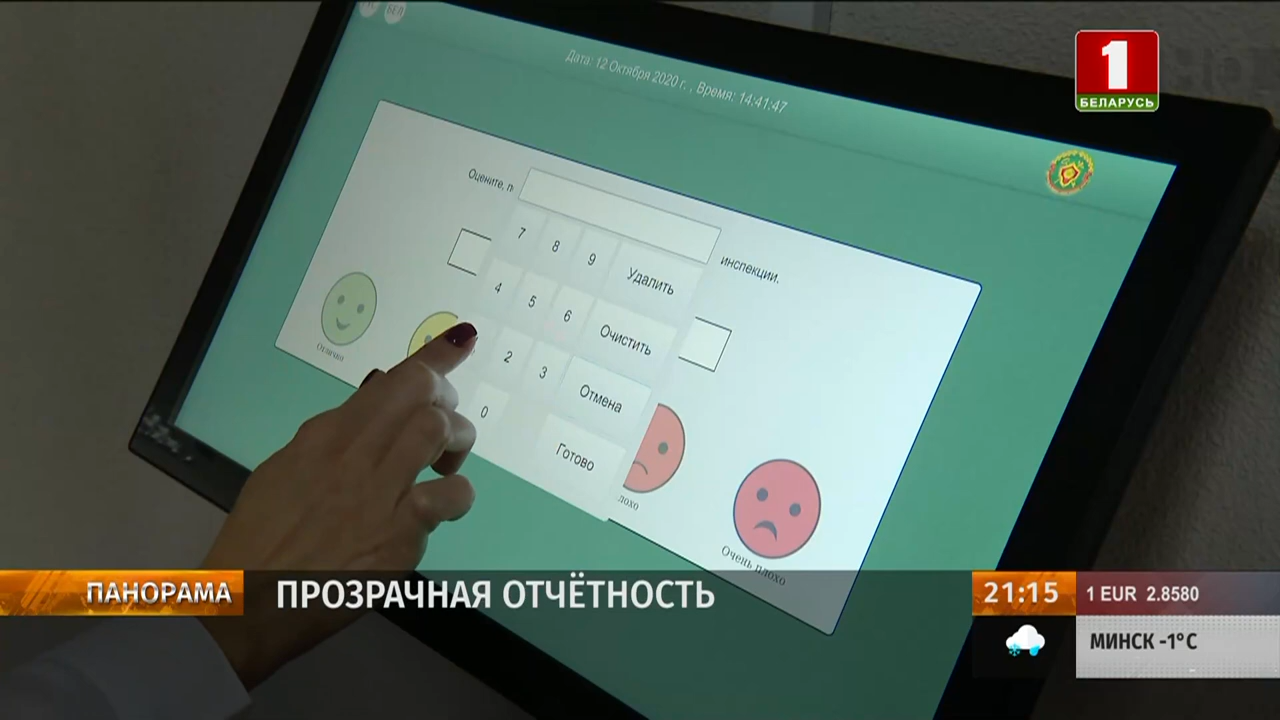 БЕЛ
Дата: 12 Октября 2020 г. , Время: 14:41:47
1
БЕЛАРУСЬ
Оцените, п
инспекции.
7 8 9 Удалить
4 5 6 Очистить
2 3 Отмена
0 Готово
Отлично
лохо
Очень плохо
ПАНОРАМА
ПРОЗРАЧНАЯ ОТЧЁТНОСТЬ
21:15
1 EUR 2.8580
МИНСК -1°C